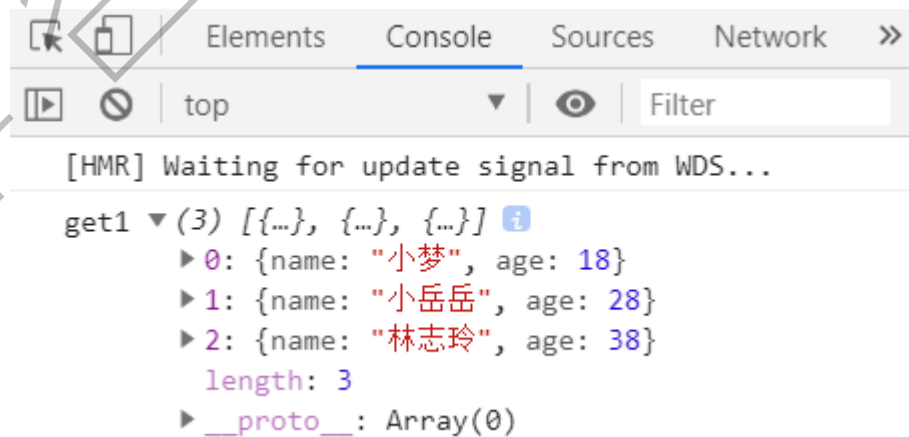 Elements Console Sources Network »
top Filter
[HMR] Waiting for update signal from WDS...
get1 ▼ (3) [{…}, {…}, {…}] i
▶ 0: {name: "小梦", age: 18}
▶ 1: {name: "小岳岳", age: 28}
▶ 2: {name: "林志玲", age: 38}
length: 3
▶ __proto__: Array(0)